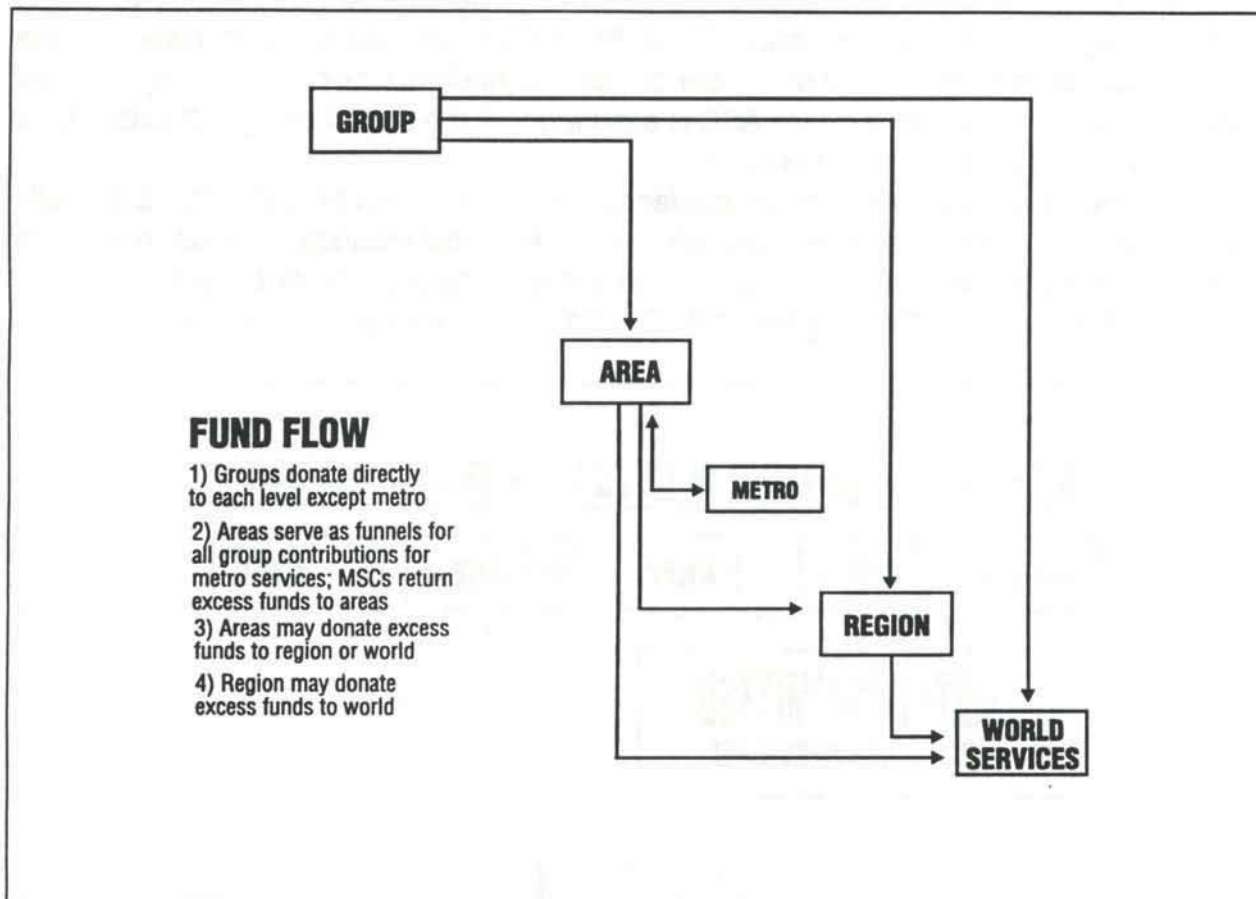 GROUP
AREA
METRO
REGION
WORLD
SERVICES
FUND FLOW
1) Groups donate directly
to each level except metro
2) Areas serve as funnels for
all group contributions for
metro services; MSCs return
excess funds to areas
3) Areas may donate excess
funds to region or world
4) Region may donate
excess funds to world